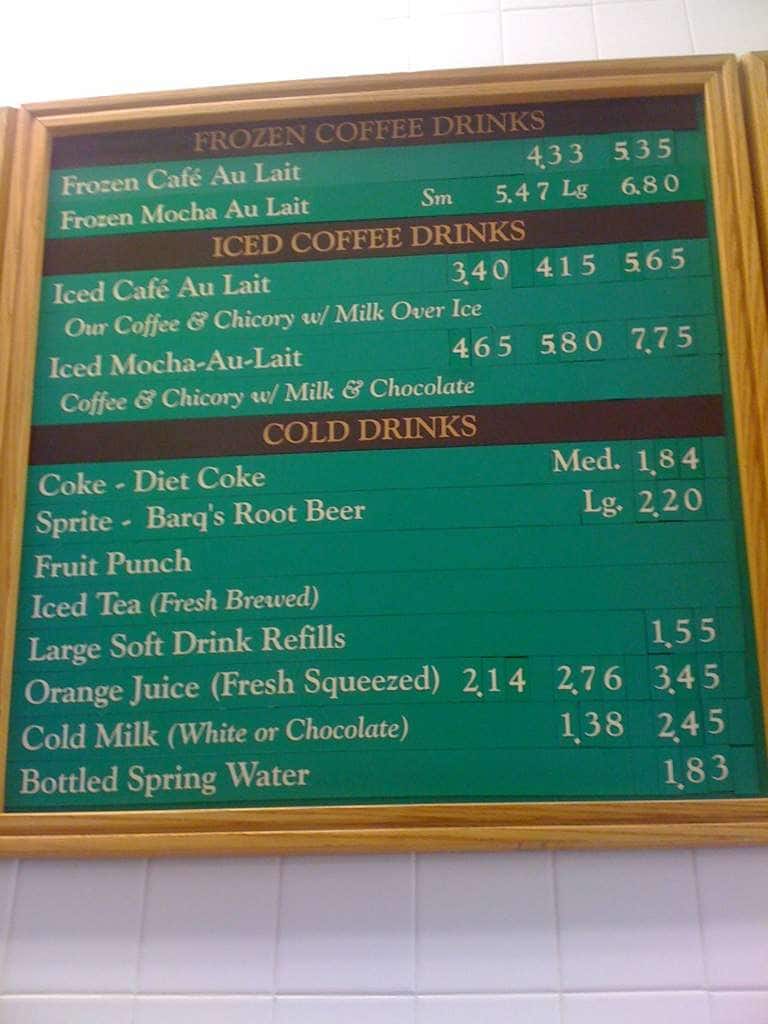 FROZEN COFFEE DRINKS
Frozen Café Au Lait 4.33 5.35
Frozen Mocha Au Lait Sm 5.47 Lg 6.80
ICED COFFEE DRINKS
Iced Café Au Lait 3.40 4.15 5.65
Our Coffee & Chicory w/ Milk Over Ice
Iced Mocha-Au-Lait 4.65 5.80 7.75
Coffee & Chicory w/ Milk & Chocolate
COLD DRINKS
Coke - Diet Coke Med. 1.84
Sprite - Barq's Root Beer Lg. 2.20
Fruit Punch
Iced Tea (Fresh Brewed)
Large Soft Drink Refills 1.55
Orange Juice (Fresh Squeezed) 2.14 2.76 3.45
Cold Milk (White or Chocolate) 1.38 2.45
Bottled Spring Water 1.83